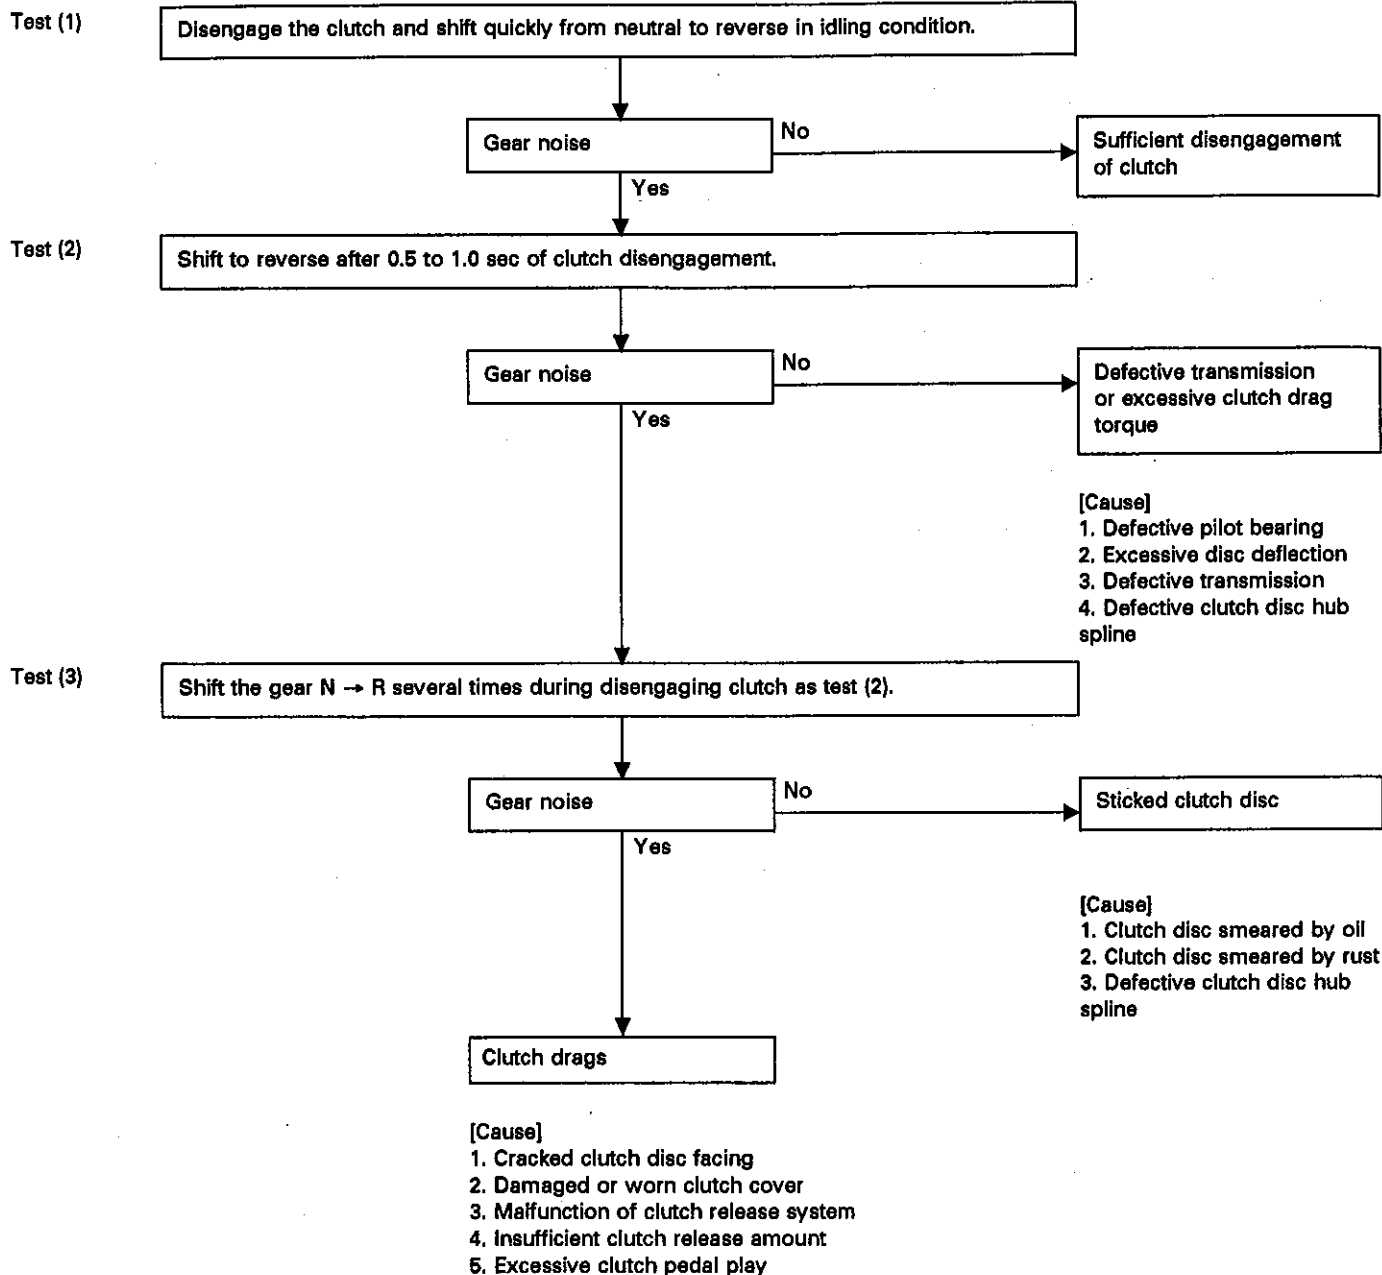 Test (1)
Disengage the clutch and shift quickly from neutral to reverse in idling condition.
Gear noise
No
Sufficient disengagement
of clutch
Yes
Test (2)
Shift to reverse after 0.5 to 1.0 sec of clutch disengagement.
Gear noise
No
Defective transmission
or excessive clutch drag
torque
Yes
[Cause]
1. Defective pilot bearing
2. Excessive disc deflection
3. Defective transmission
4. Defective clutch disc hub
spline
Test (3)
Shift the gear N → R several times during disengaging clutch as test (2).
Gear noise
No
Sticked clutch disc
Yes
[Cause]
1. Clutch disc smeared by oil
2. Clutch disc smeared by rust
3. Defective clutch disc hub
spline
Clutch drags
[Cause]
1. Cracked clutch disc facing
2. Damaged or worn clutch cover
3. Malfunction of clutch release system
4. Insufficient clutch release amount
5. Excessive clutch pedal play